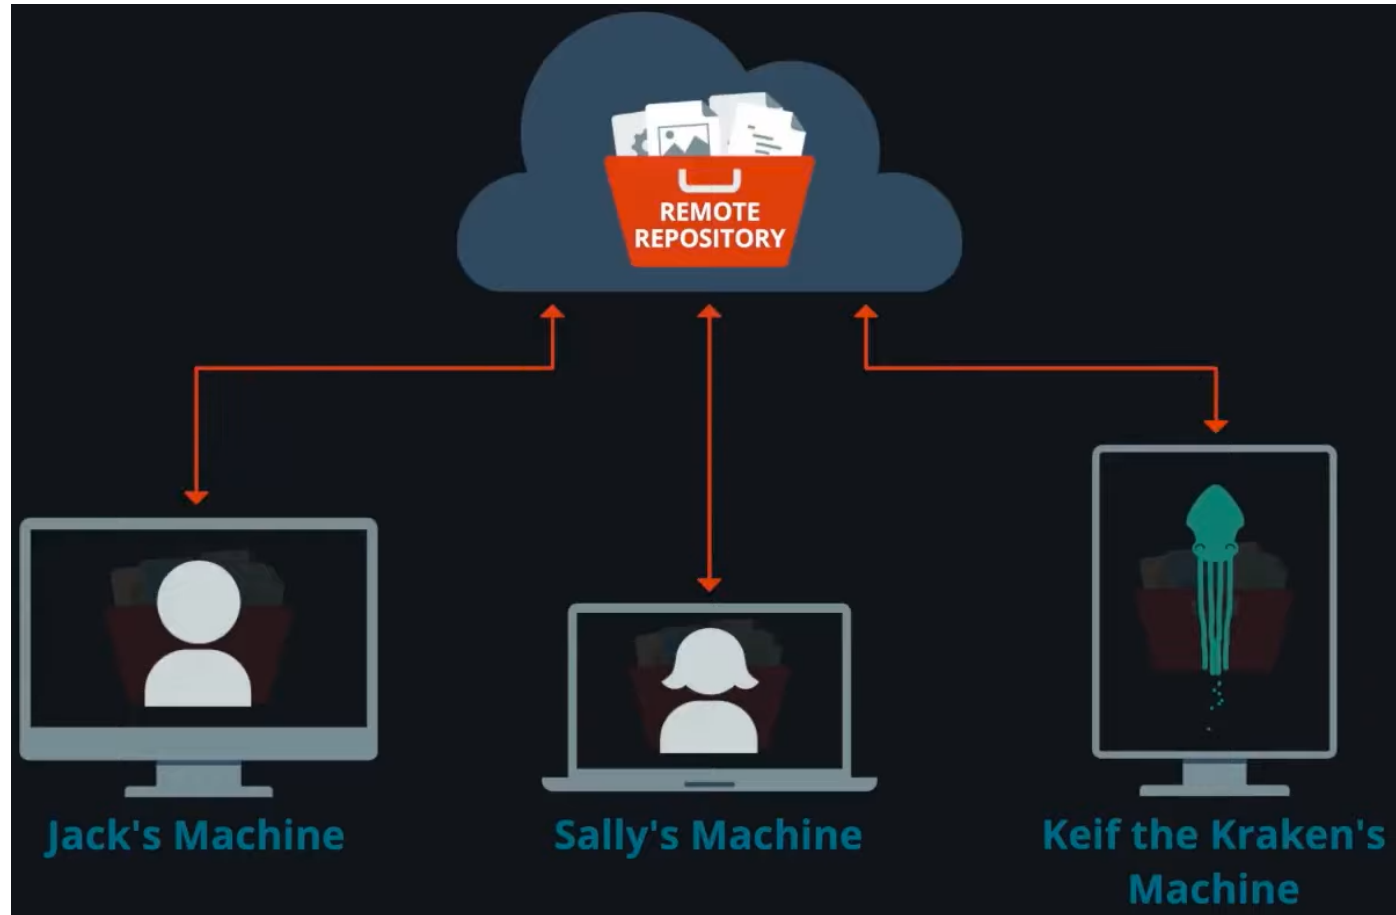 REMOTE
REPOSITORY
Jack's Machine
Sally's Machine
Keif the Kraken's
Machine